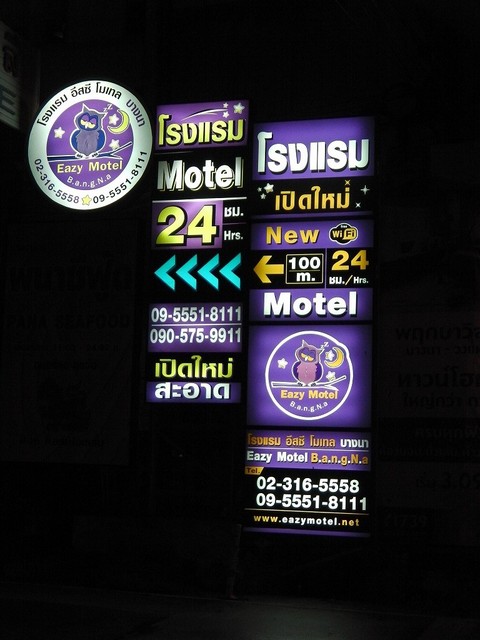 โรงแรม อีสซี่ โมเทล บางนา
Eazy Motel
B.a.n.g.N.a
02-316-5558 09-5551-8111
โรงแรม
Motel
24 ชม.
Hrs.
09-5551-8111
090-575-9911
เปิดใหม่
สะอาด
โรงแรม
เปิดใหม่
New Wi Fi
100 m. 24 ชม./Hrs.
Motel
Eazy Motel
B.a.n.g.N.a
โรงแรม อีสซี่ โมเทล บางนา
Eazy Motel B.a.n.g.N.a
Tel.
02-316-5558
09-5551-8111
www.eazymotel.net